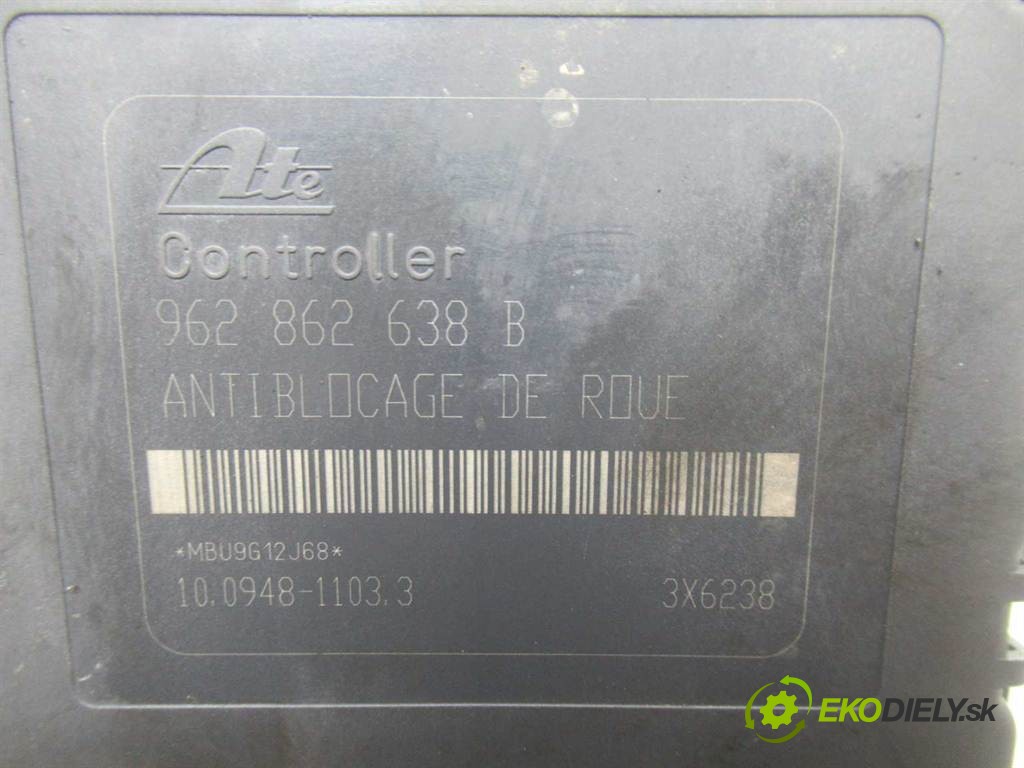 Ate
Controller
962 862 638 B
ANTIBLOCAGE DE ROUE
*MBU9G12J68*
10.0948-1103.3 3X6238
EKODIELY.sk